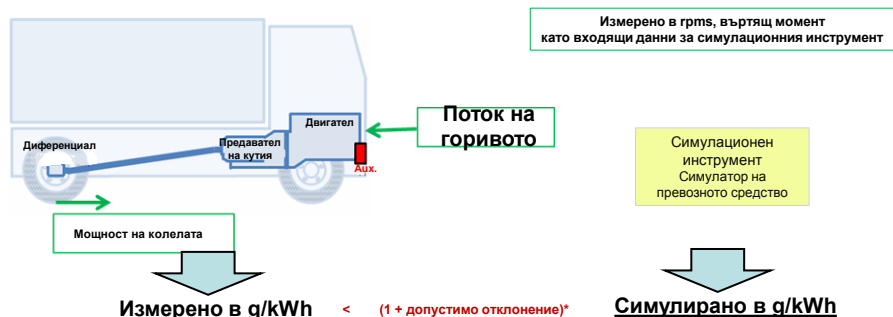 Измерено в rpms, въртящ момент
като входящи данни за симулационния инструмент
Поток на
горивото
Двигател
Предавател
на кутия
Диференциал
Aux.
Симулационен
инструмент
Симулатор на
превозното средство
Мощност на колелата
Измерено в g/kWh < (1 + допустимо отклонение)* Симулирано в g/kWh